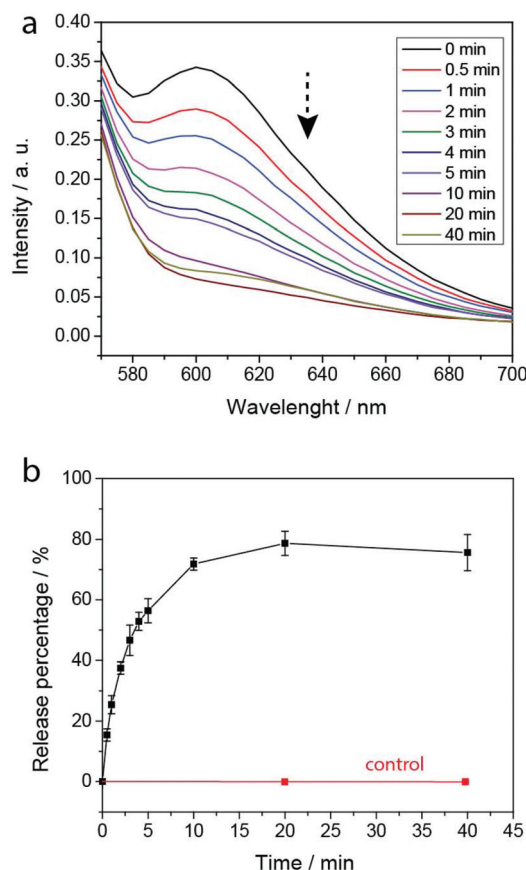 a
0.40
0.35
0.30
0.25
0.20
0.15
0.10
0.05
0.00
Intensity / a. u.
0 min
0.5 min
1 min
2 min
3 min
4 min
5 min
10 min
20 min
40 min
580 600 620 640 660 680 700
Wavelenght / nm
b
100
80
60
40
20
0
Release percentage / %
control
0 5 10 15 20 25 30 35 40 45
Time / min